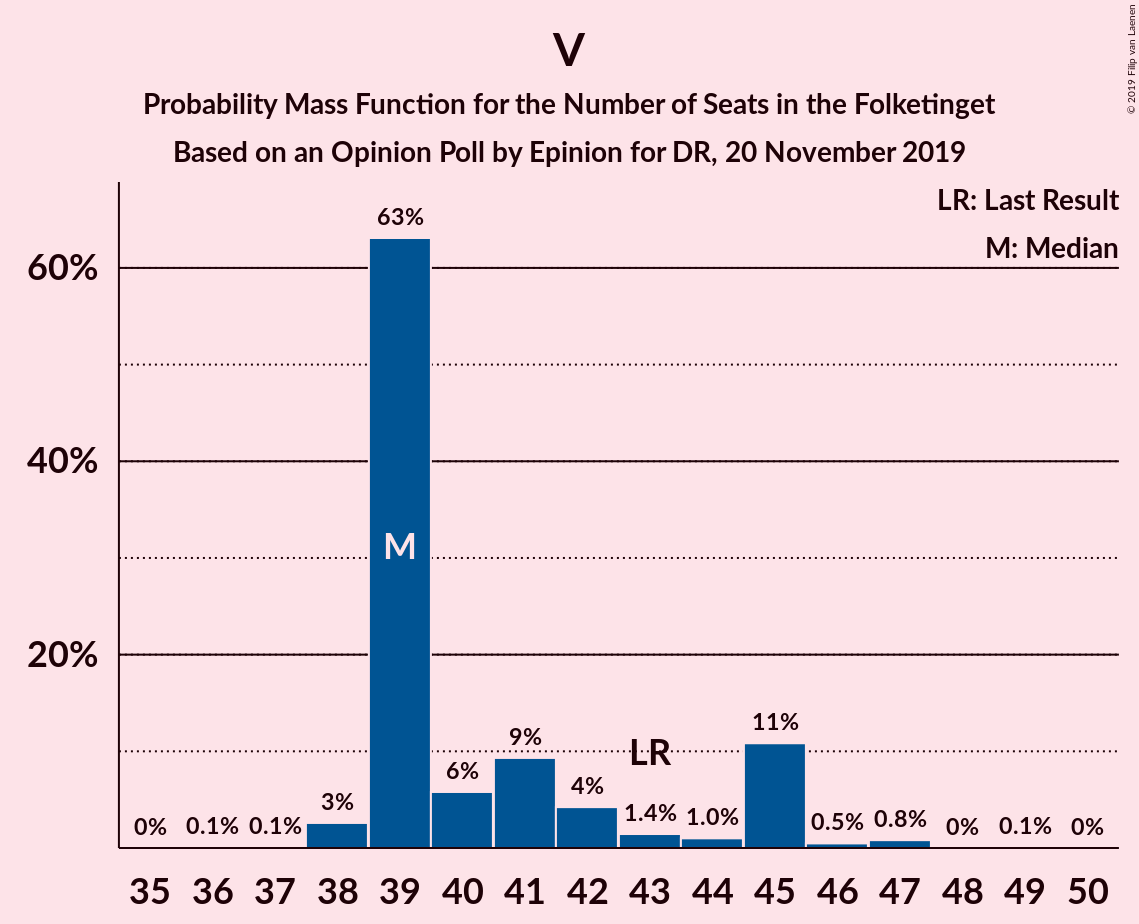 V
Probability Mass Function for the Number of Seats in the Folketinget
Based on an Opinion Poll by Epinion for DR, 20 November 2019
© 2019 Filip van Laenen
LR: Last Result
M: Median
60%
40%
20%
0% 0.1% 0.1% 3% 63% 6% 9% 4% 1.4% 1.0% 11% 0.5% 0.8% 0% 0.1% 0%
M
LR
35 36 37 38 39 40 41 42 43 44 45 46 47 48 49 50